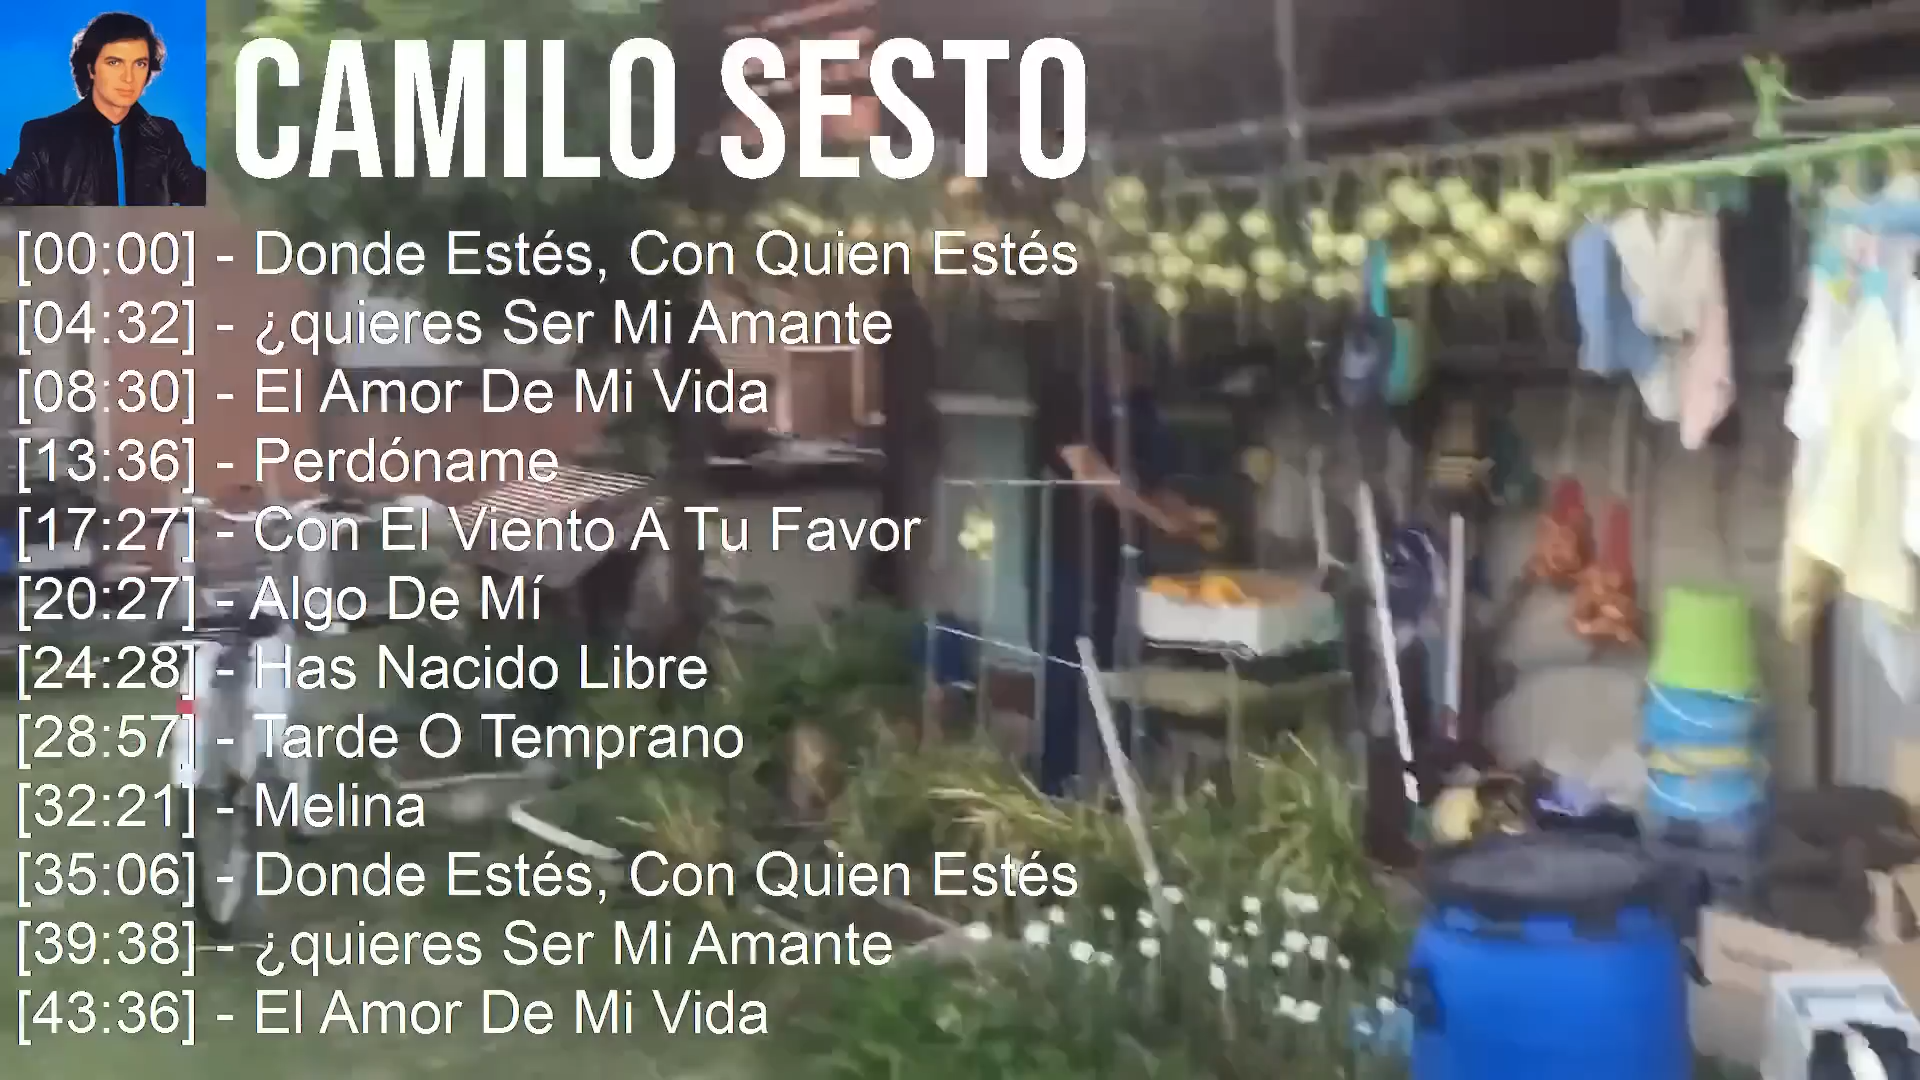 CAMILO SESTO
[00:00] - Donde Estés, Con Quien Estés
[04:32] - ¿quieres Ser Mi Amante
[08:30] - El Amor De Mi Vida
[13:36] - Perdóname
[17:27] - Con El Viento A Tu Favor
[20:27] - Algo De Mí
[24:28] - Has Nacido Libre
[28:57] - Tarde O Temprano
[32:21] - Melina
[35:06] - Donde Estés, Con Quien Estés
[39:38] - ¿quieres Ser Mi Amante
[43:36] - El Amor De Mi Vida